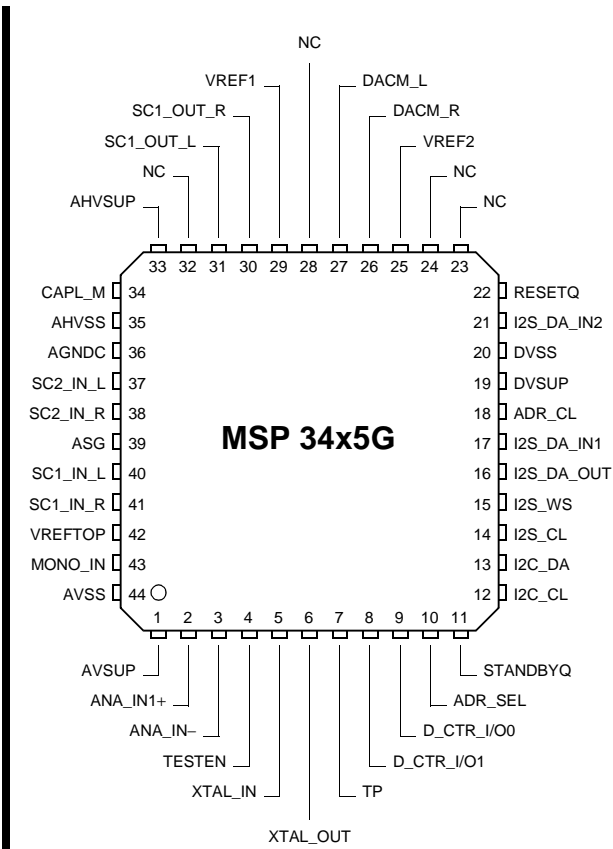 NC
VREF1
DACM_L
SC1_OUT_R
DACM_R
SC1_OUT_L
VREF2
NC
NC
AHVSUP
NC
33 32 31 30 29 28 27 26 25 24 23
CAPL_M 34
22 RESETQ
AHVSS 35
21 I2S_DA_IN2
AGNDC 36
20 DVSS
SC2_IN_L 37
19 DVSUP
SC2_IN_R 38
18 ADR_CL
ASG 39
MSP 34x5G
17 I2S_DA_IN1
SC1_IN_L 40
16 I2S_DA_OUT
SC1_IN_R 41
15 I2S_WS
VREFTOP 42
14 I2S_CL
MONO_IN 43
13 I2C_DA
AVSS 44
12 I2C_CL
1 2 3 4 5 6 7 8 9 10 11
AVSUP
STANDBYQ
ANA_IN1+
ADR_SEL
ANA_IN−
D_CTR_I/O0
TESTEN
D_CTR_I/O1
XTAL_IN
TP
XTAL_OUT